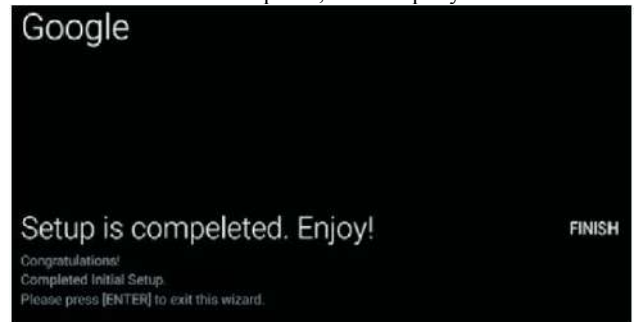 Google
Setup is compeleted. Enjoy!
FINISH
Congratulations!
Completed Initial Setup.
Please press [ENTER] to exit this wizard.